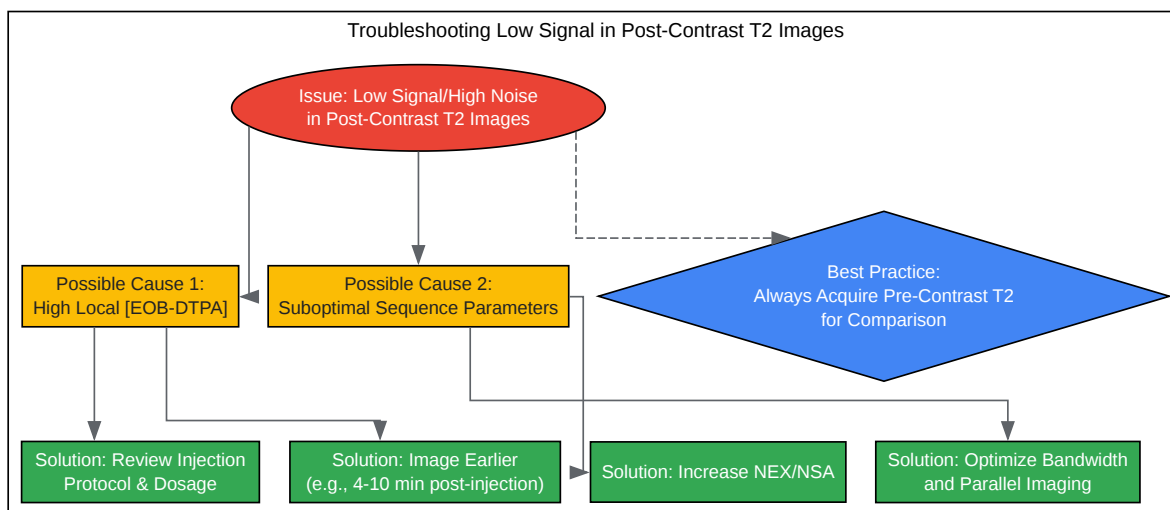 Troubleshooting Low Signal in Post-Contrast T2 Images
Issue: Low Signal/High Noise
in Post-Contrast T2 Images
Possible Cause 1:
High Local [EOB-DTPA]
Possible Cause 2:
Suboptimal Sequence Parameters
Best Practice:
Always Acquire Pre-Contrast T2
for Comparison
Solution: Review Injection
Protocol & Dosage
Solution: Image Earlier
(e.g., 4-10 min post-injection)
Solution: Increase NEX/NSA
Solution: Optimize Bandwidth
and Parallel Imaging